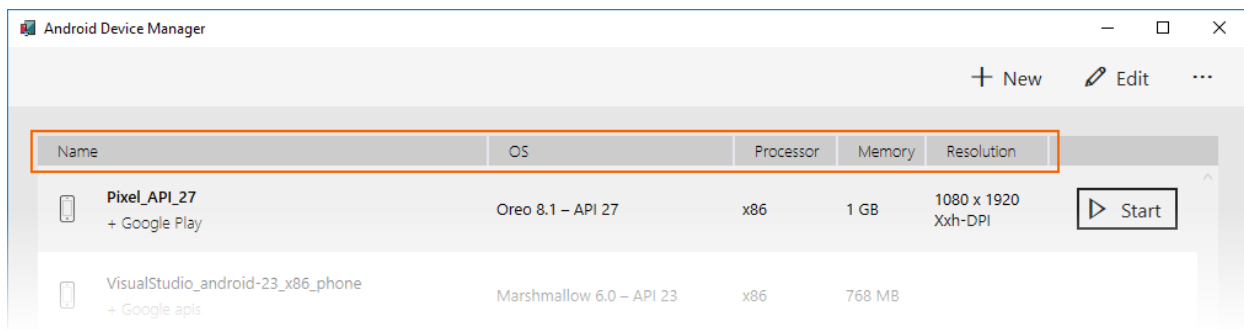 Android Device Manager
+ New Edit ...
Name OS Processor Memory Resolution
Pixel_API_27
+ Google Play
Oreo 8.1 – API 27 x86 1 GB
1080 x 1920
Xxh-DPI
Start
VisualStudio_android-23_x86_phone
+ Google apis
Marshmallow 6.0 – API 23 x86 768 MB